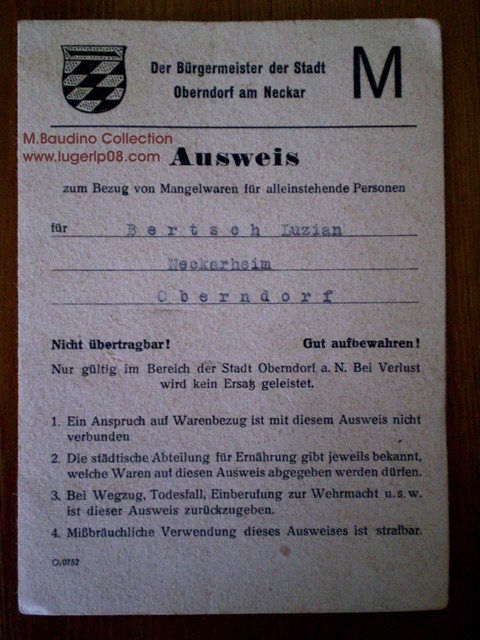 Der Bürgermeister der Stadt
Oberndorf am Neckar
M
M.Baudino Collection
www.lugerlp08.com
Ausweis
zum Bezug von Mangelwaren für alleinstehende Personen
für Bertsch Luzian
Neckarheim
Oberndorf
Nicht übertragbar! Gut aufbewahren!
Nur gültig im Bereich der Stadt Oberndorf a. N. Bei Verlust
wird kein Ersatz geleistet.
1. Ein Anspruch auf Warenbezug ist mit diesem Ausweis nicht
verbunden
2. Die städtische Abteilung für Ernährung gibt jeweils bekannt,
welche Waren auf diesen Ausweis abgegeben werden dürfen.
3. Bei Wegzug, Todesfall, Einberufung zur Wehrmacht u. s. w.
ist dieser Ausweis zurückzugeben.
4. Mißbräuchliche Verwendung dieses Ausweises ist strafbar.
O/0752